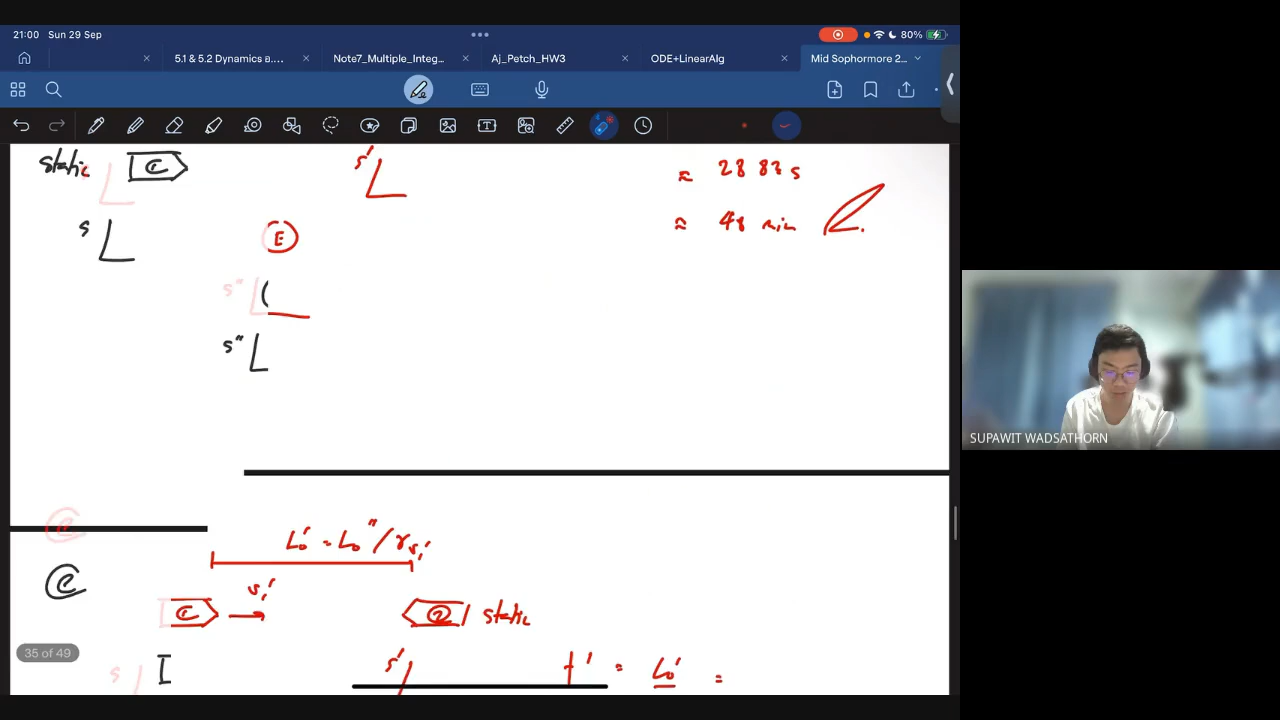 21:00 Sun 29 Sep
80%
5.1 & 5.2 Dynamics a....
Note7_Multiple_Integ...
Aj_Petch_HW3
ODE+LinearAlg
Mid Sophormore 2...
static
S'
≈ 2883 s
S
E
≈ 48 min
S''
S''
L₀' = L₀''/γ
→
② static
S
S'
t' = L₀' =
35 of 49
SUPAWIT WADSATHORN